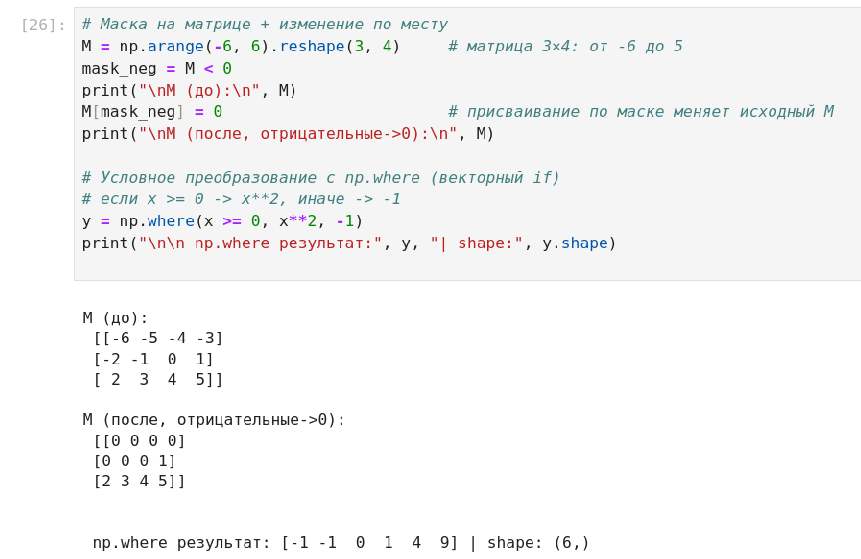 [26]:
# Маска на матрице + изменение по месту
M = np.arange(-6, 6).reshape(3, 4)     # матрица 3×4: от -6 до 5
mask_neg = M < 0
print("\nM (до):\n", M)
M[mask_neg] = 0                        # присваивание по маске меняет исходный M
print("\nM (после, отрицательные->0):\n", M)

# Условное преобразование с np.where (векторный if)
# если x >= 0 -> x**2, иначе -> -1
y = np.where(x >= 0, x**2, -1)
print("\n\n np.where результат:", y, "| shape:", y.shape)

M (до):
 [[-6 -5 -4 -3]
 [-2 -1  0  1]
 [ 2  3  4  5]]

M (после, отрицательные->0):
 [[0 0 0 0]
 [0 0 0 1]
 [2 3 4 5]]

 np.where результат: [-1 -1  0  1  4  9] | shape: (6,)